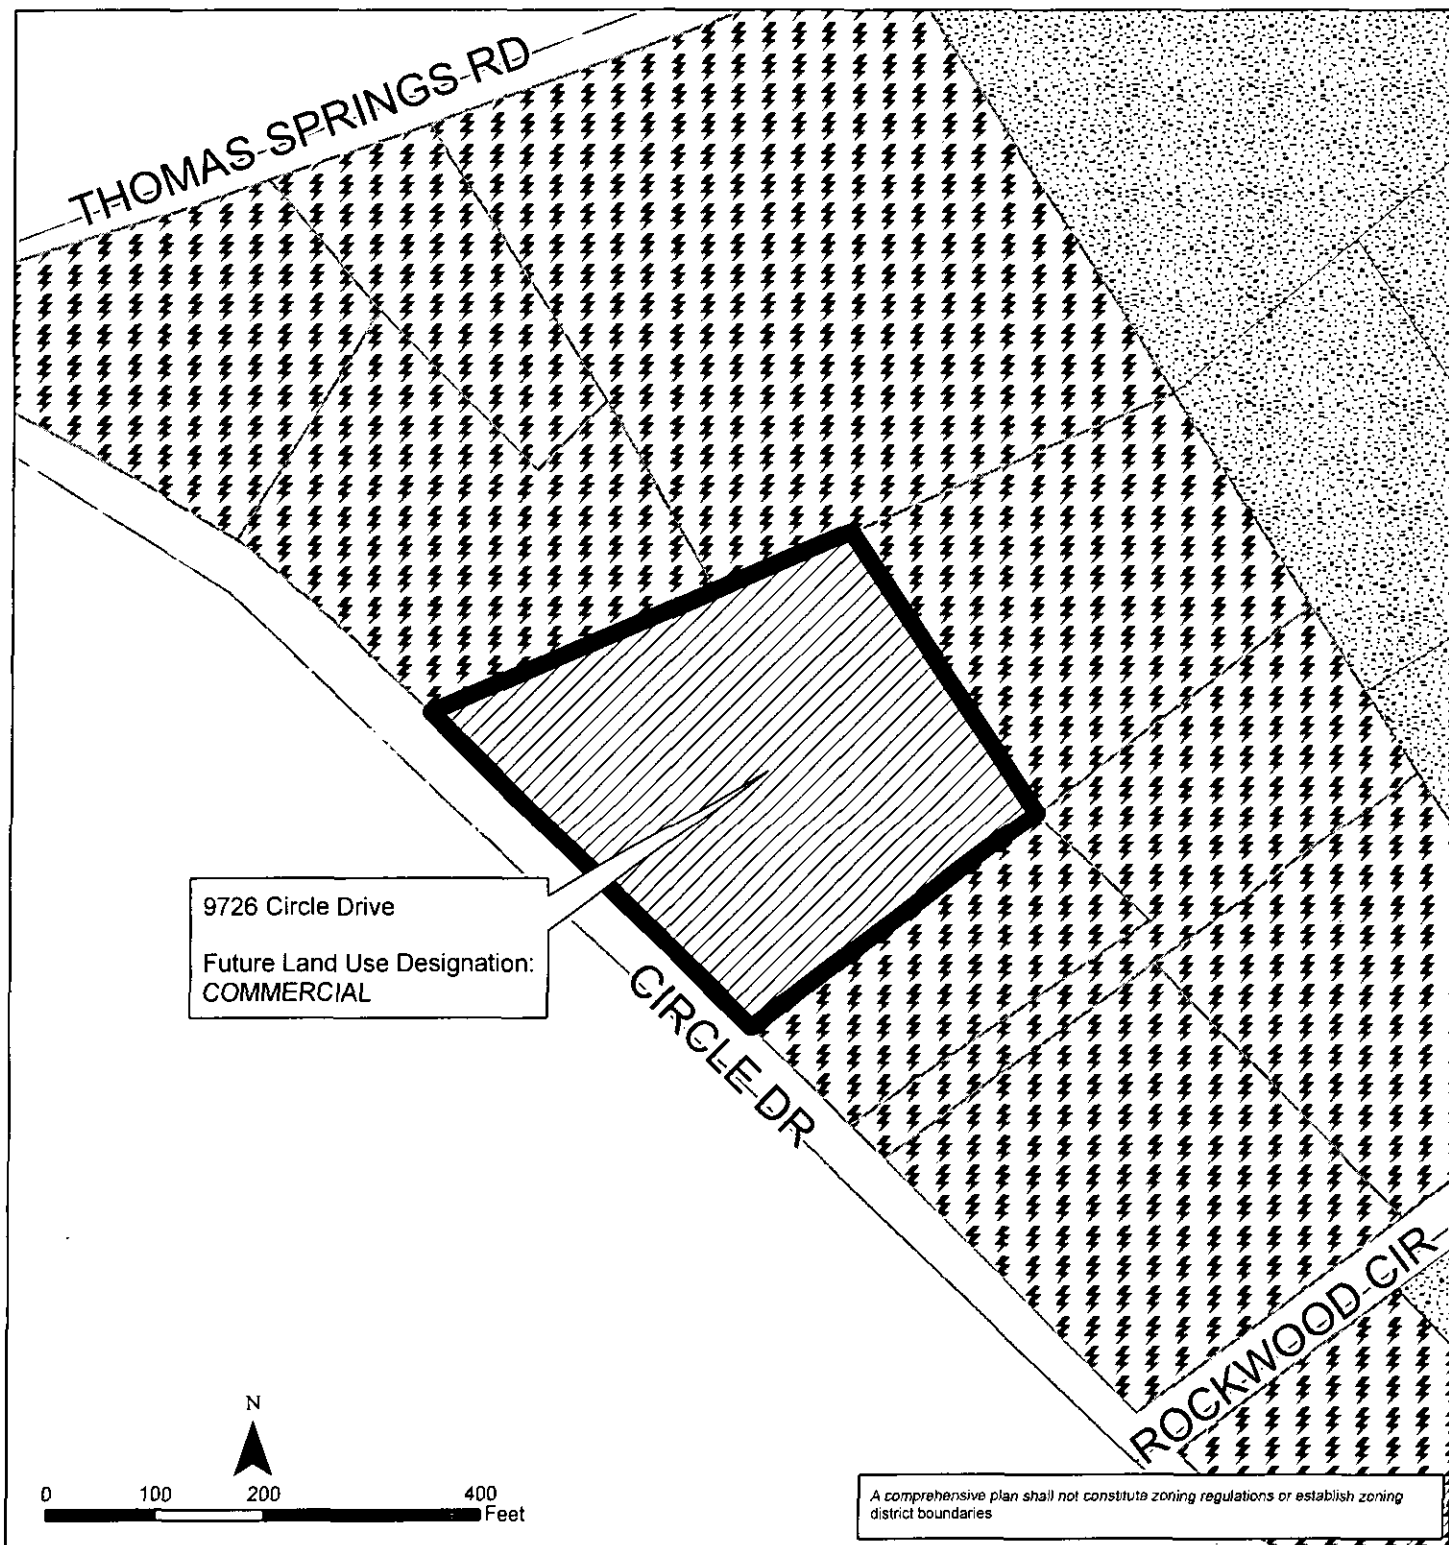 THOMAS SPRINGS RD
9726 Circle Drive
Future Land Use Designation:
COMMERCIAL
CIRCLE DR
ROCKWOOD CIR
N
0 100 200 400
Feet
A comprehensive plan shall not constitute zoning regulations or establish zoning
district boundaries